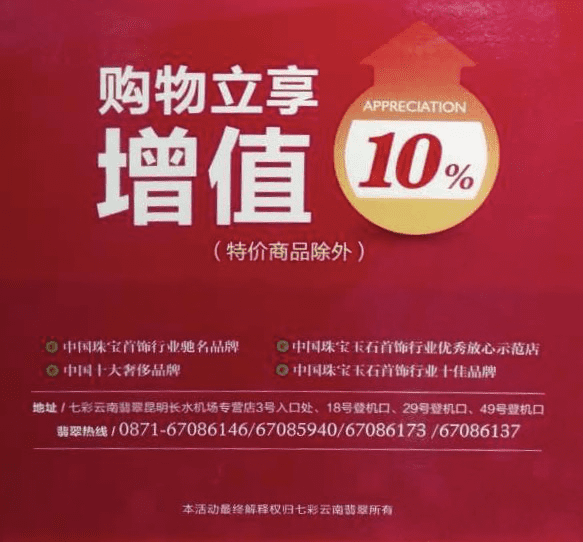 购物立享
增值
APPRECIATION
10%
（特价商品除外）
中国珠宝首饰行业驰名品牌
中国珠宝玉石首饰行业优秀放心示范店
中国十大奢侈品牌
中国珠宝玉石首饰行业十佳品牌
地址 / 七彩云南翡翠昆明长水机场专营店3号入口处、18号登机口、29号登机口、49号登机口
翡翠热线 / 0871-67086146/67085940/67086173 /67086137
本活动最终解释权归七彩云南翡翠所有